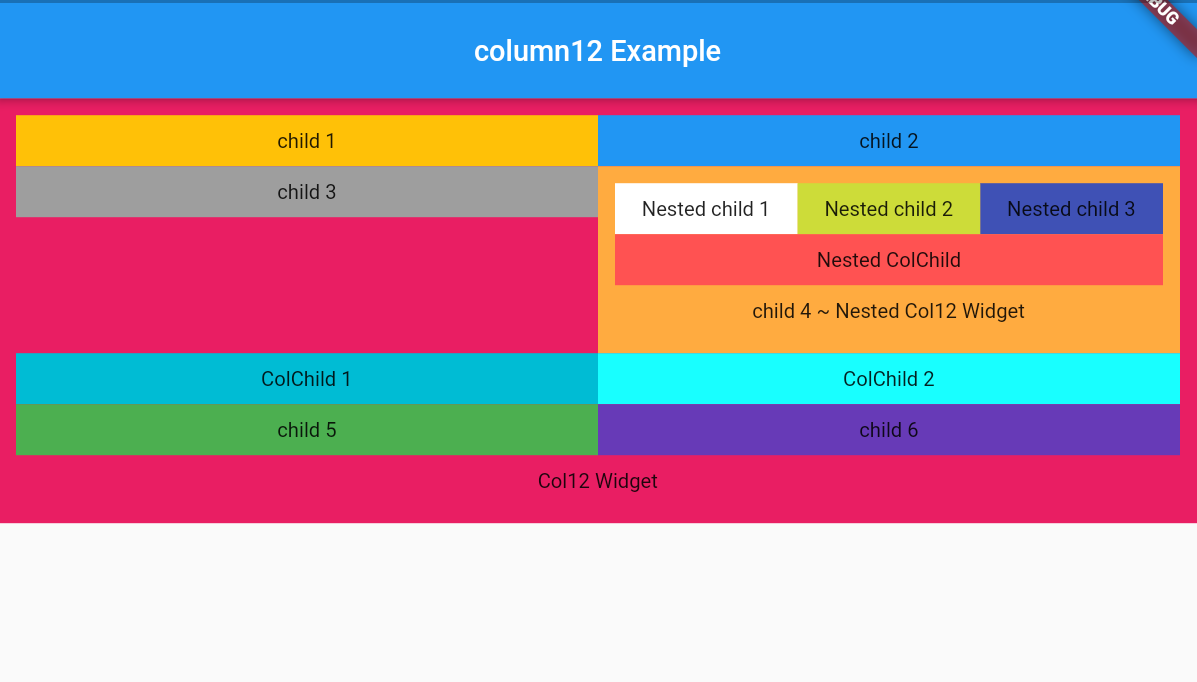 column12 Example
BUG
child 1
child 2
child 3
Nested child 1
Nested child 2
Nested child 3
Nested ColChild
child 4 ~ Nested Col12 Widget
ColChild 1
ColChild 2
child 5
child 6
Col12 Widget